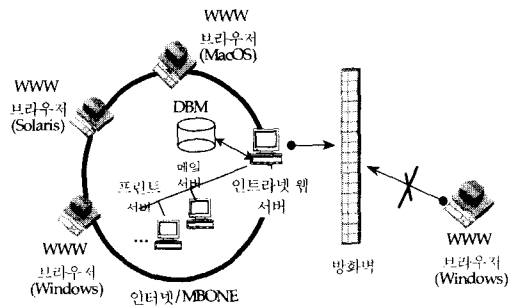 WWW
브라우저
(MacOS)
WWW
브라우저
(Solaris)
DBM
메일
서버
프린트
서버
...
인트라넷 웹
서버
WWW
브라우저
(Windows)
인터넷/MBONE
방화벽
WWW
브라우저
(Windows)